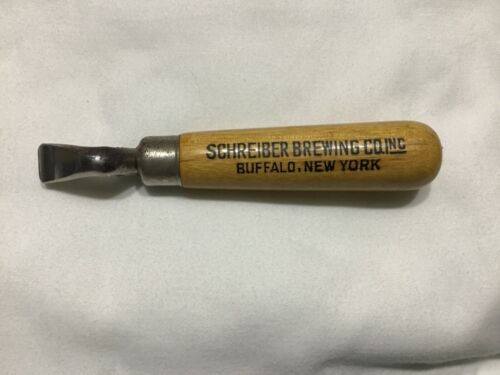 SCHREIBER BREWING CO.INC
BUFFALO, NEW YORK